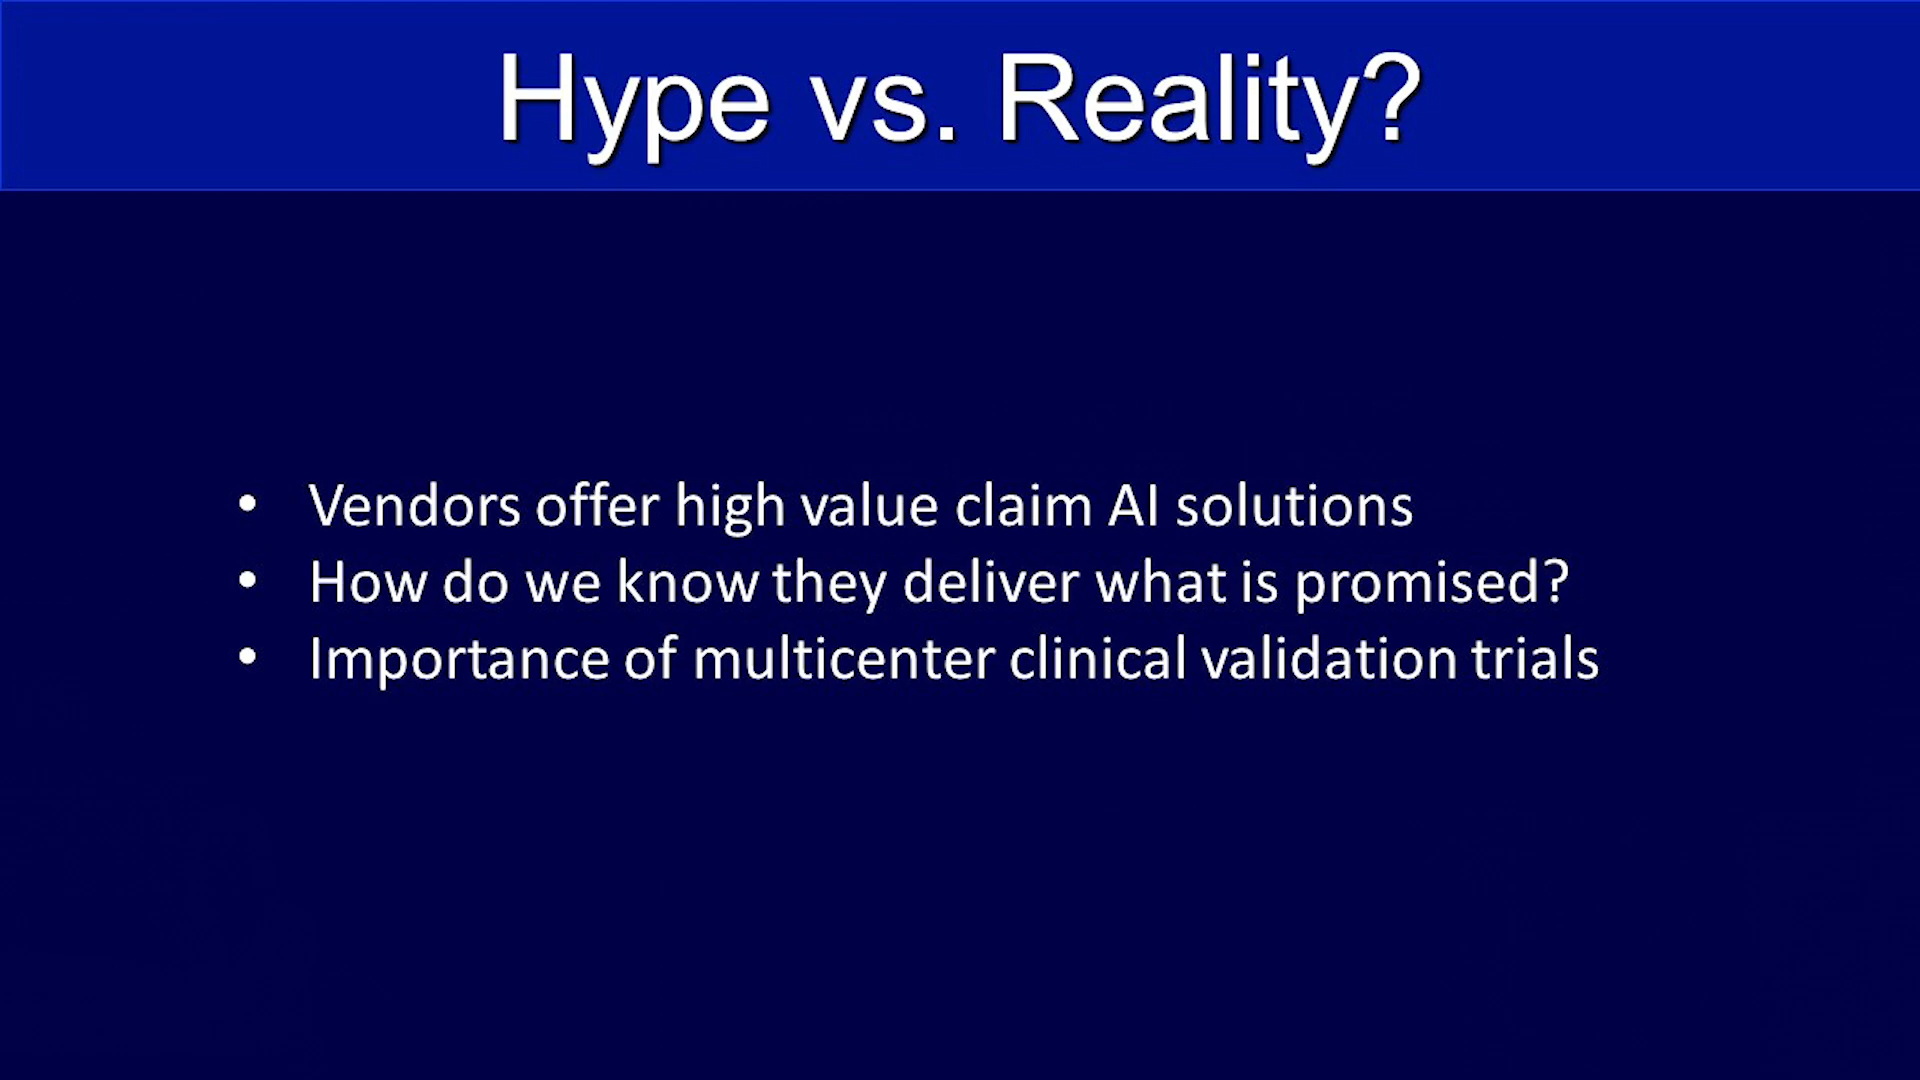 Hype vs. Reality?
• Vendors offer high value claim AI solutions
• How do we know they deliver what is promised?
• Importance of multicenter clinical validation trials